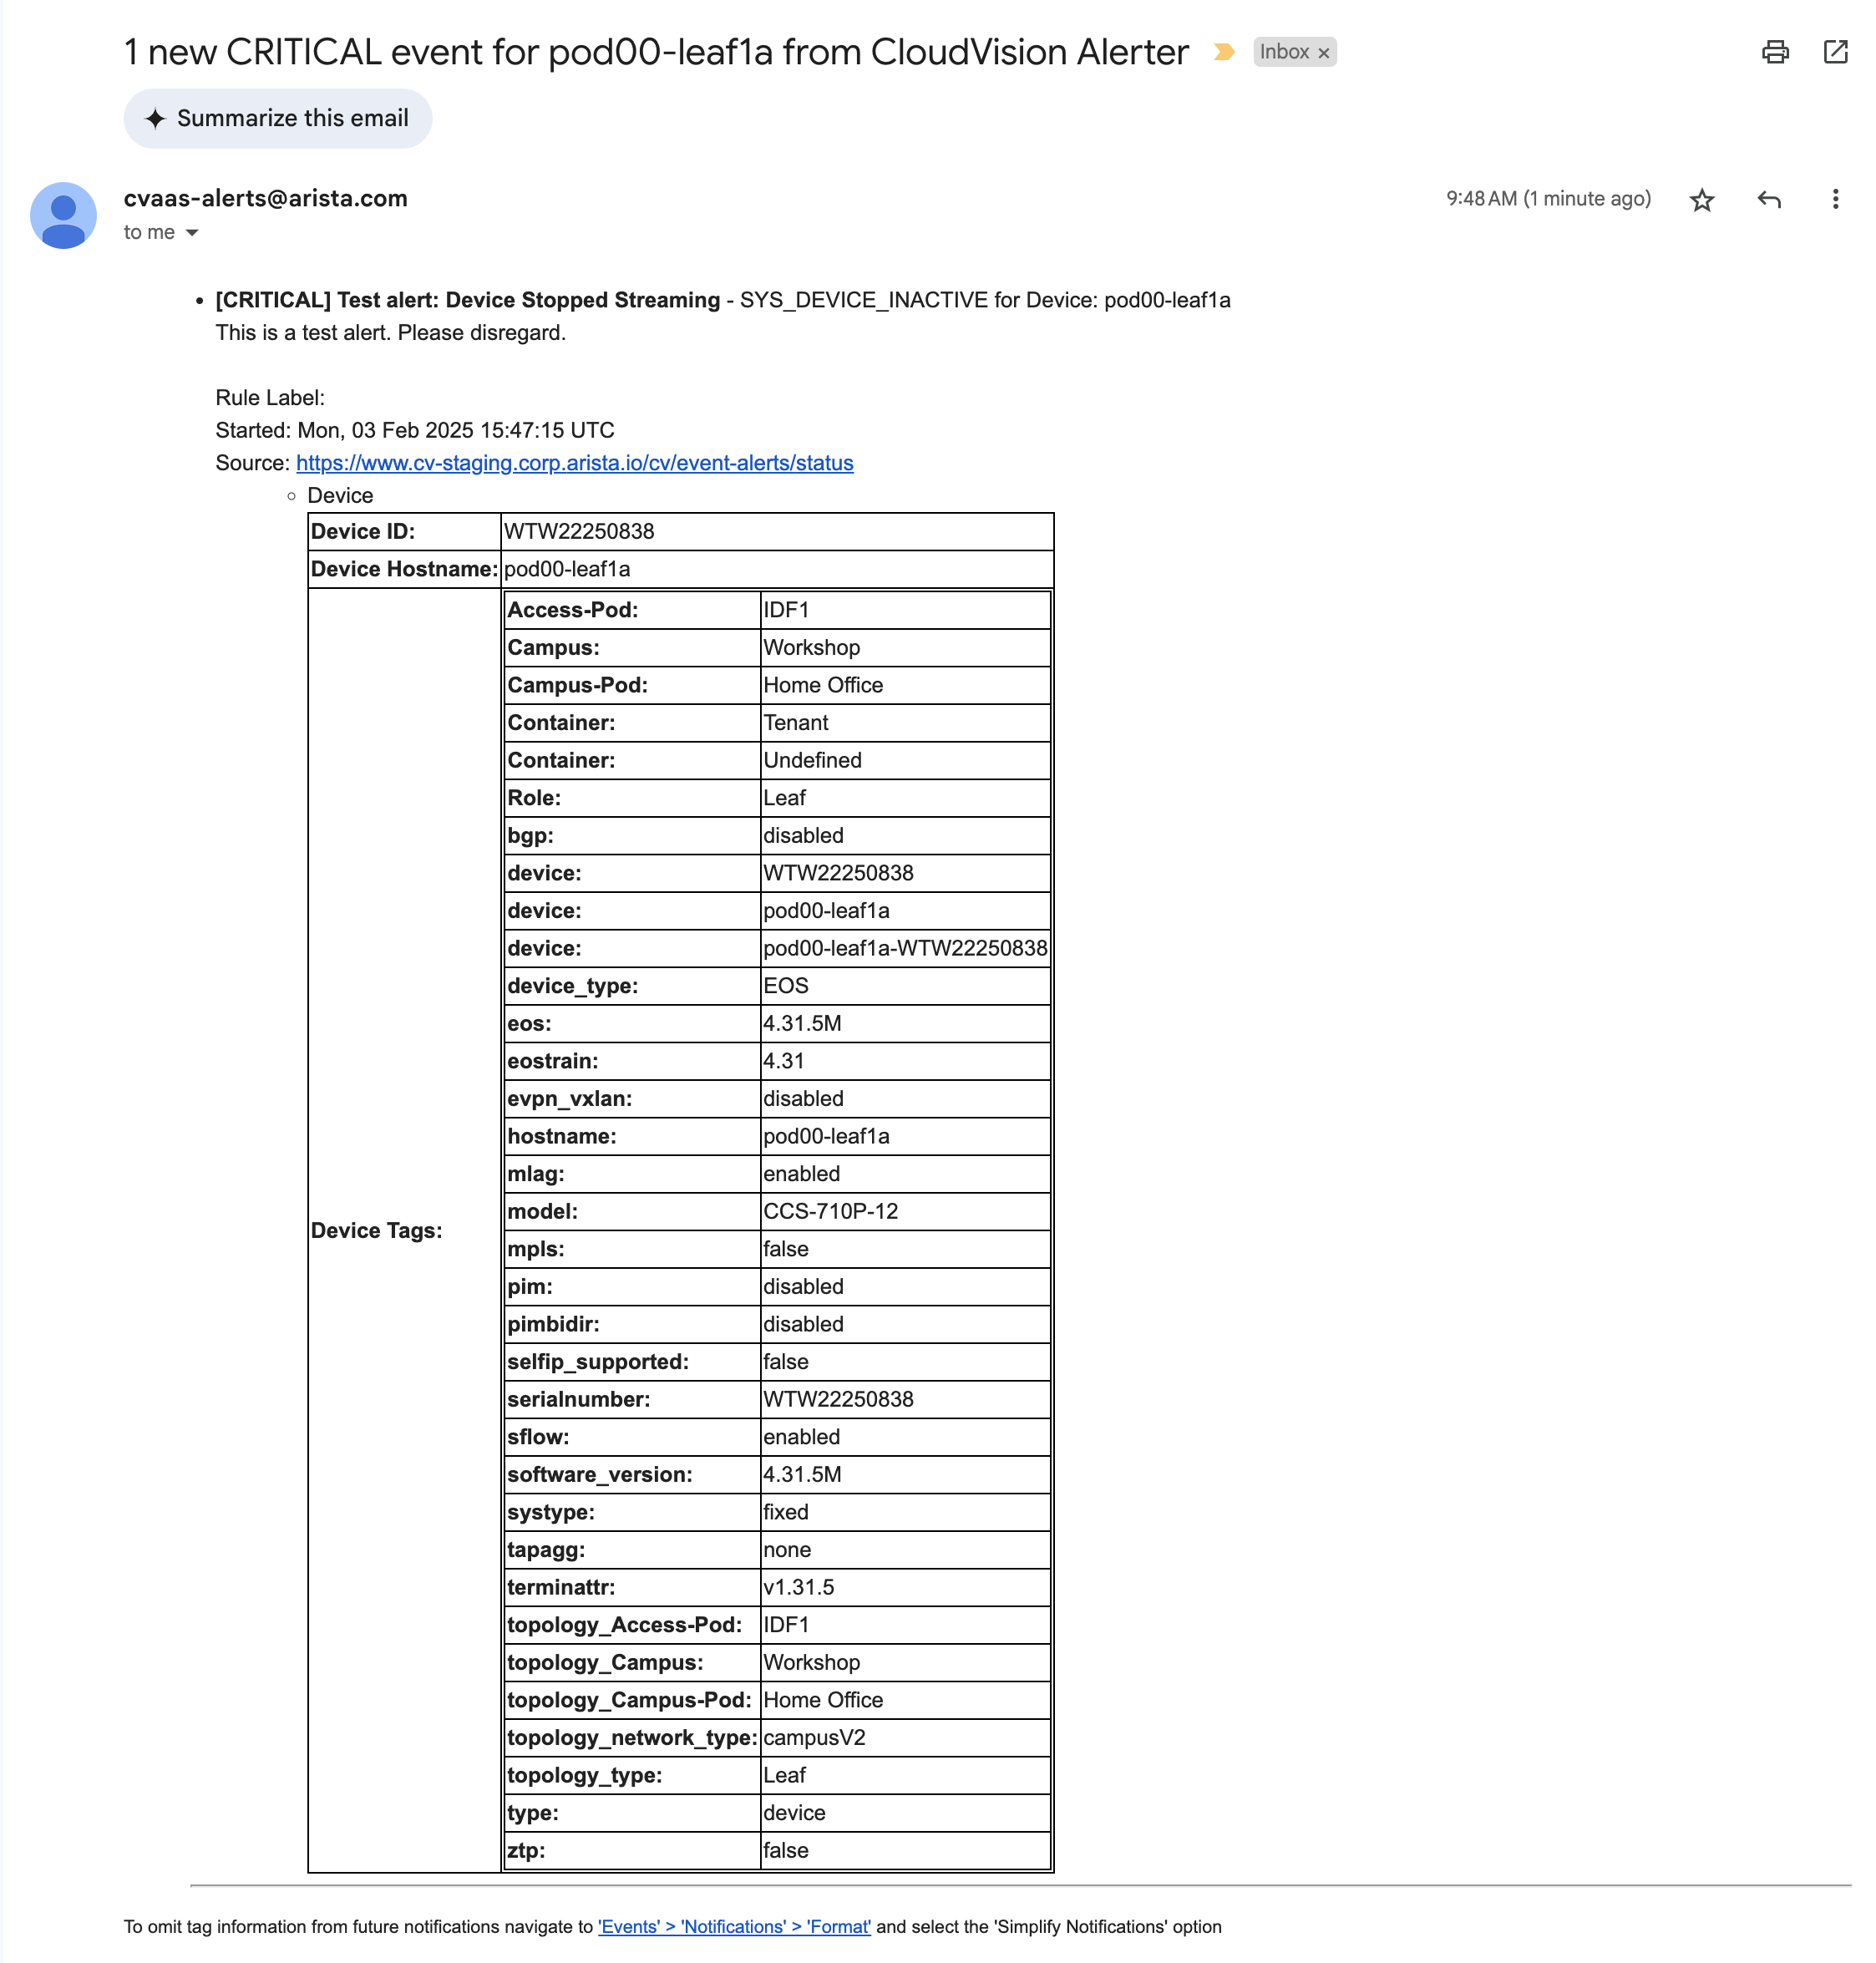 1 new CRITICAL event for pod00-leaf1a from CloudVision Alerter Inbox ×
Summarize this email
cvaas-alerts@arista.com 9:48 AM (1 minute ago)
to me
• [CRITICAL] Test alert: Device Stopped Streaming - SYS_DEVICE_INACTIVE for Device: pod00-leaf1a
This is a test alert. Please disregard.
Rule Label:
Started: Mon, 03 Feb 2025 15:47:15 UTC
Source: https://www.cv-staging.corp.arista.io/cv/event-alerts/status
○ Device
Device ID: WTW22250838
Device Hostname: pod00-leaf1a
Device Tags:
Access-Pod: IDF1
Campus: Workshop
Campus-Pod: Home Office
Container: Tenant
Container: Undefined
Role: Leaf
bgp: disabled
device: WTW22250838
device: pod00-leaf1a
device: pod00-leaf1a-WTW22250838
device_type: EOS
eos: 4.31.5M
eostrain: 4.31
evpn_vxlan: disabled
hostname: pod00-leaf1a
mlag: enabled
model: CCS-710P-12
mpls: false
pim: disabled
pimbidir: disabled
selfip_supported: false
serialnumber: WTW22250838
sflow: enabled
software_version: 4.31.5M
systype: fixed
tapagg: none
terminattr: v1.31.5
topology_Access-Pod: IDF1
topology_Campus: Workshop
topology_Campus-Pod: Home Office
topology_network_type: campusV2
topology_type: Leaf
type: device
ztp: false
To omit tag information from future notifications navigate to 'Events' > 'Notifications' > 'Format' and select the 'Simplify Notifications' option